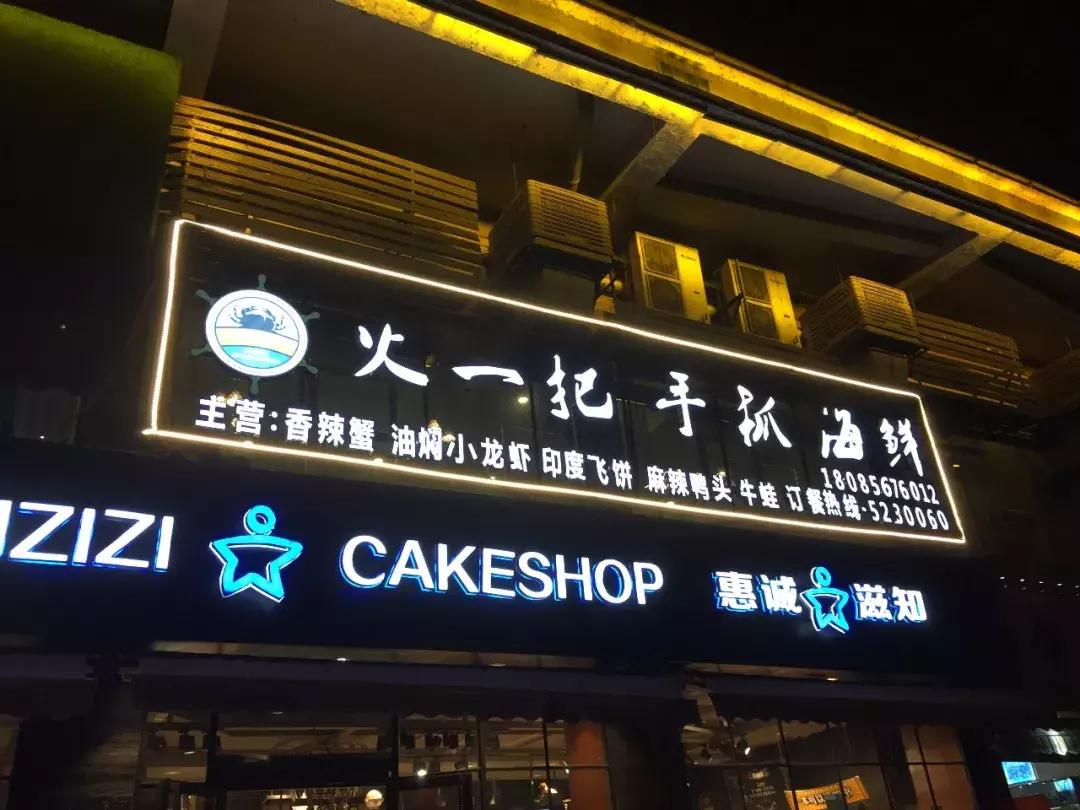 火一把 手抓 海鲜
18085676012
主营:香辣蟹 油焖小龙虾 印度飞饼 麻辣鸭头 牛蛙 订餐热线·5230060
ZIZI CAKESHOP 惠诚滋知